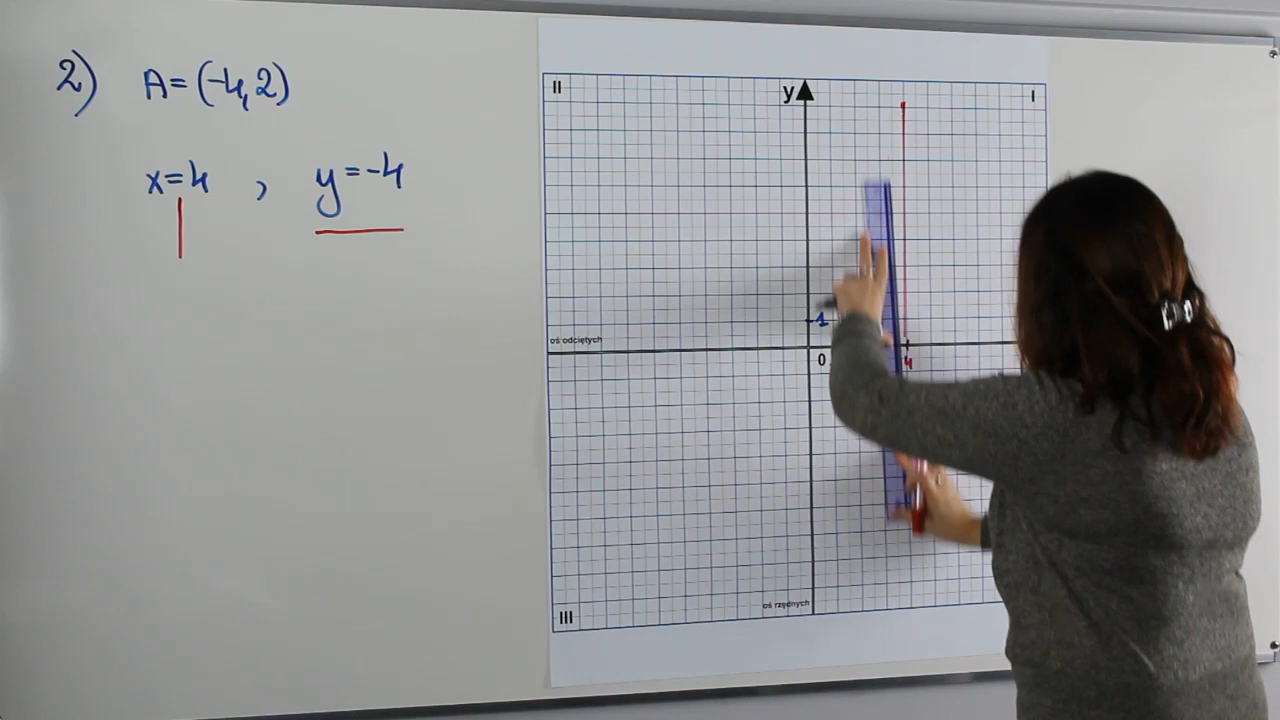 2) A=(-4,2)
x=4 , y=-4
II
y
I
1
oś odciętych
0
4
oś rzędnych
III